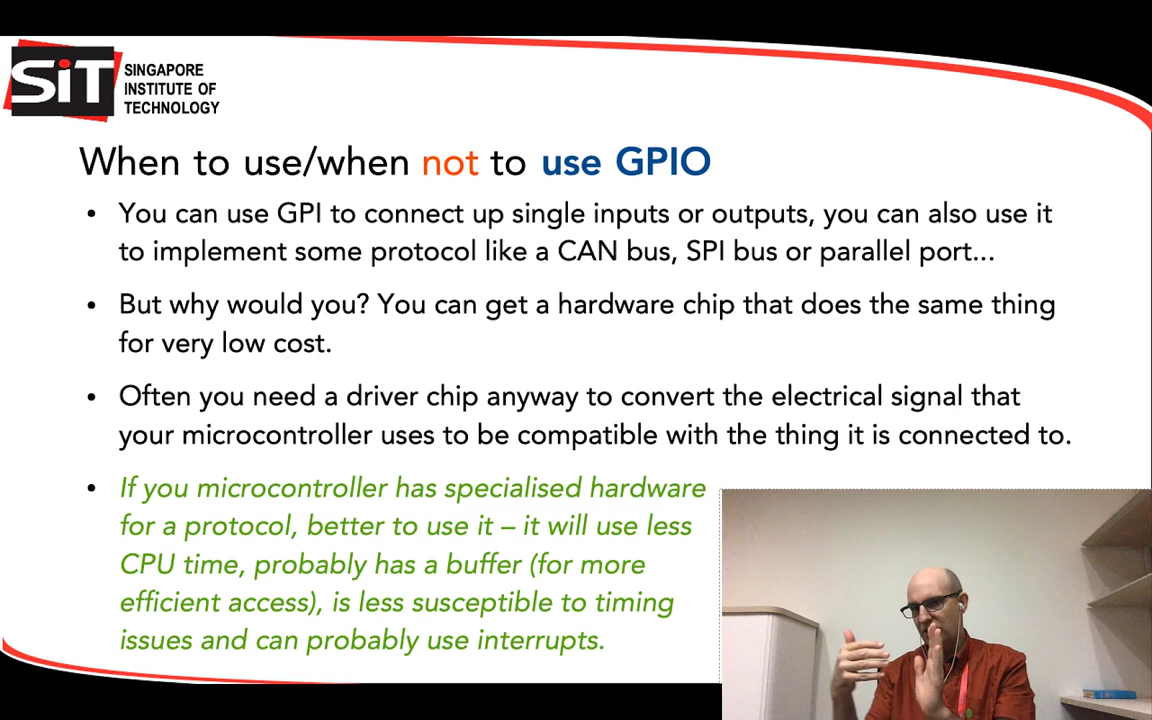 SiT
SINGAPORE
INSTITUTE OF
TECHNOLOGY
When to use/when not to use GPIO
• You can use GPI to connect up single inputs or outputs, you can also use it
to implement some protocol like a CAN bus, SPI bus or parallel port...
• But why would you? You can get a hardware chip that does the same thing
for very low cost.
• Often you need a driver chip anyway to convert the electrical signal that
your microcontroller uses to be compatible with the thing it is connected to.
• If you microcontroller has specialised hardware
for a protocol, better to use it – it will use less
CPU time, probably has a buffer (for more
efficient access), is less susceptible to timing
issues and can probably use interrupts.